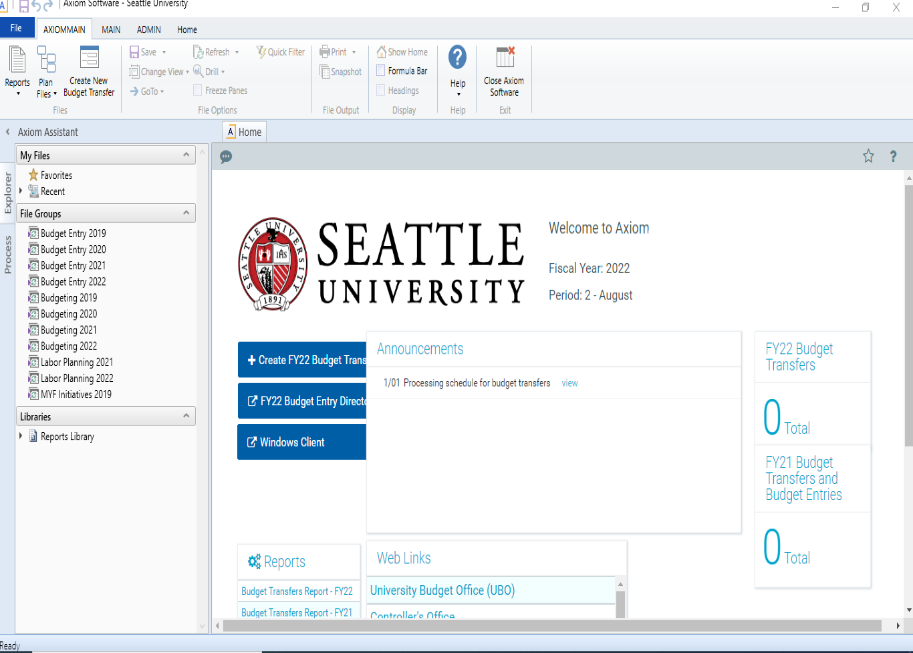 Axiom Software - Seattle University
File AXIOMMAIN MAIN ADMIN Home
Reports
Plan Files
Create New Budget Transfer
Files
Save
Change View
GoTo
Refresh
Drill
Freeze Panes
Quick Filter
File Options
Print
Snapshot
File Output
Show Home
Formula Bar
Headings
Display
Help
Help
Close Axiom Software
Exit
Axiom Assistant
A Home
?
Explorer
Process
My Files
Favorites
Recent
File Groups
Budget Entry 2019
Budget Entry 2020
Budget Entry 2021
Budget Entry 2022
Budgeting 2019
Budgeting 2020
Budgeting 2021
Budgeting 2022
Labor Planning 2021
Labor Planning 2022
MYF Initiatives 2019
Libraries
Reports Library
SEATTLE UNIVERSITY
1891
SEATTLE
UNIVERSITY
Welcome to Axiom
Fiscal Year: 2022
Period: 2 - August
+ Create FY22 Budget Trans
FY22 Budget Entry Directo
Windows Client
Announcements
1/01 Processing schedule for budget transfers view
FY22 Budget
Transfers
0 Total
FY21 Budget
Transfers and
Budget Entries
0 Total
Reports
Budget Transfers Report - FY22
Budget Transfers Report - FY21
Web Links
University Budget Office (UBO)
Controller's Office
Ready